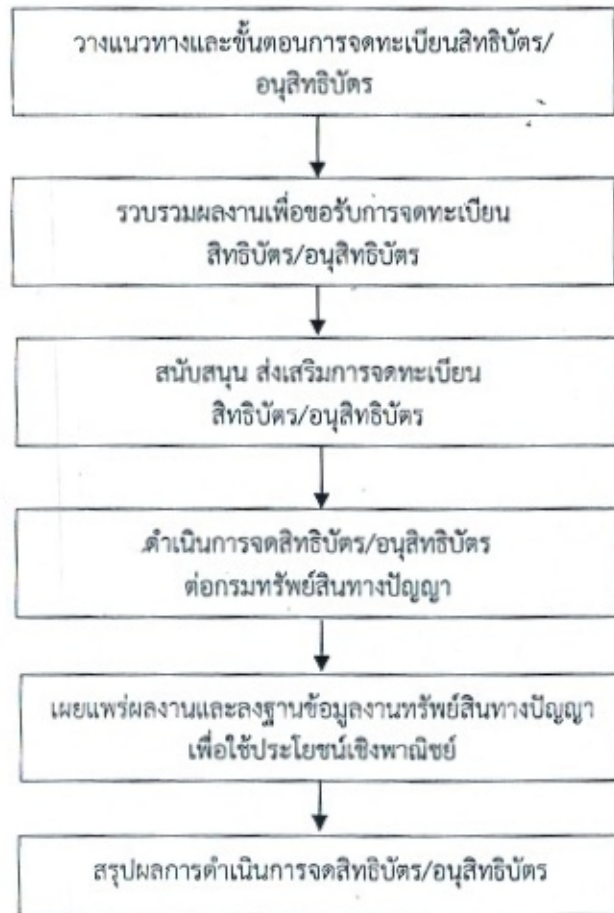 วางแนวทางและขั้นตอนการจดทะเบียนสิทธิบัตร/
อนุสิทธิบัตร
รวบรวมผลงานเพื่อขอรับการจดทะเบียน
สิทธิบัตร/อนุสิทธิบัตร
สนับสนุน ส่งเสริมการจดทะเบียน
สิทธิบัตร/อนุสิทธิบัตร
ดำเนินการจดสิทธิบัตร/อนุสิทธิบัตร
ต่อกรมทรัพย์สินทางปัญญา
เผยแพร่ผลงานและลงฐานข้อมูลงานทรัพย์สินทางปัญญา
เพื่อใช้ประโยชน์เชิงพาณิชย์
สรุปผลการดำเนินการจดสิทธิบัตร/อนุสิทธิบัตร